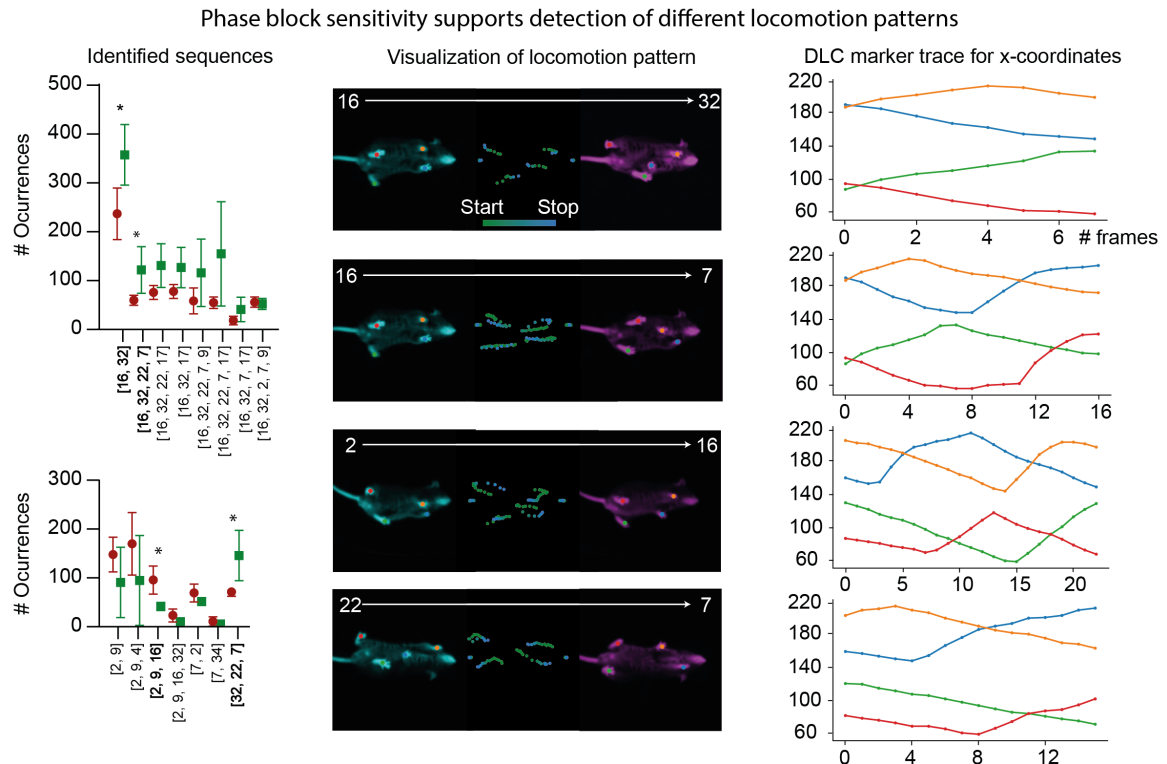 Phase block sensitivity supports detection of different locomotion patterns
Identified sequences
# Ocurrences
500
400
300
200
100
0
*
*
[16, 32]
[16, 32, 22, 7]
[16, 32, 22, 17]
[16, 32, 17]
[16, 32, 22, 7, 9]
[16, 32, 22, 7, 17]
[16, 32, 7, 17]
[16, 32, 2, 7, 9]
# Ocurrences
300
200
100
0
*
*
[2, 9]
[2, 9, 4]
[2, 9, 16]
[2, 9, 16, 32]
[7, 2]
[7, 34]
[32, 22, 7]
Visualization of locomotion pattern
16 32
Start Stop
16 7
2 16
22 7
DLC marker trace for x-coordinates
220
180
140
100
60
0 2 4 6 # frames
220
180
140
100
60
0 4 8 12 16
220
180
140
100
60
0 5 10 15 20
220
180
140
100
60
0 4 8 12